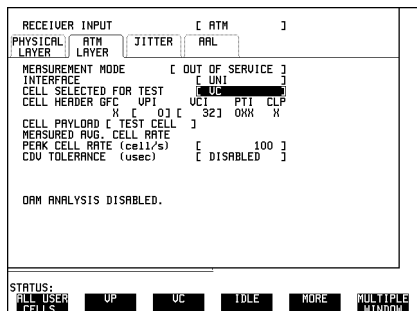 RECEIVER INPUT [ ATM ]
PHYSICAL LAYER ATM LAYER JITTER AAL
MEASUREMENT MODE [ OUT OF SERVICE ]
INTERFACE [ UNI ]
CELL SELECTED FOR TEST [ VC ]
CELL HEADER GFC VPI VCI PTI CLP
X [ 0] [ 32] 0XX X
CELL PAYLOAD [ TEST CELL ]
MEASURED AVG. CELL RATE
PEAK CELL RATE (cell/s) [ 100 ]
CDV TOLERANCE (usec) [ DISABLED ]
OAM ANALYSIS DISABLED.
STATUS:
ALL USER CELLS VP VC IDLE MORE MULTIPLE WINDOW